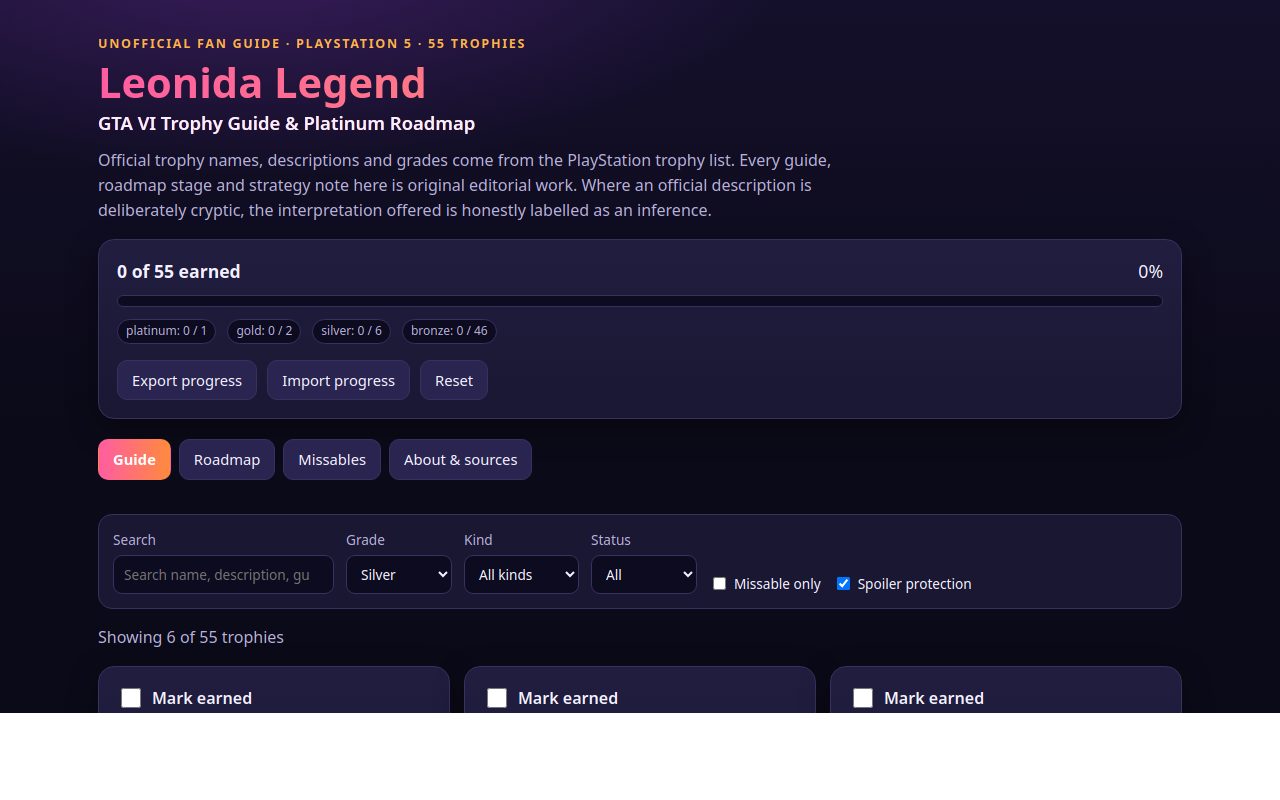 UNOFFICIAL FAN GUIDE · PLAYSTATION 5 · 55 TROPHIES
Leonida Legend
GTA VI Trophy Guide & Platinum Roadmap
Official trophy names, descriptions and grades come from the PlayStation trophy list. Every guide,
roadmap stage and strategy note here is original editorial work. Where an official description is
deliberately cryptic, the interpretation offered is honestly labelled as an inference.
0 of 55 earned 0%
platinum: 0 / 1 gold: 0 / 2 silver: 0 / 6 bronze: 0 / 46
Export progress Import progress Reset
Guide Roadmap Missables About & sources
Search Grade Kind Status
Search name, description, gu Silver All kinds All Missable only Spoiler protection
Showing 6 of 55 trophies
Mark earned Mark earned Mark earned